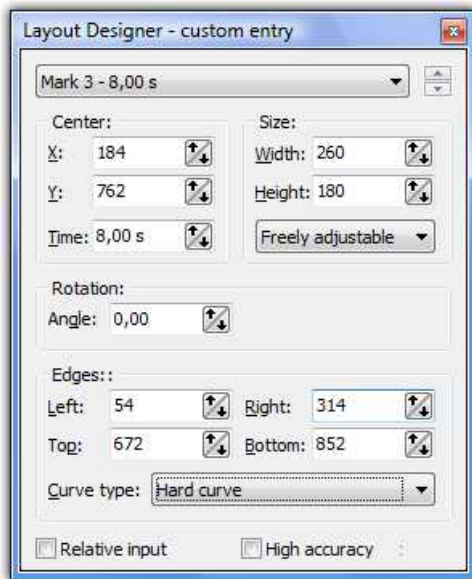 Layout Designer - custom entry
Mark 3 - 8,00 s
Center: Size:
X: 184 Width: 260
Y: 762 Height: 180
Time: 8,00 s Freely adjustable
Rotation:
Angle: 0,00
Edges::
Left: 54 Right: 314
Top: 672 Bottom: 852
Curve type: Hard curve
Relative input High accuracy :